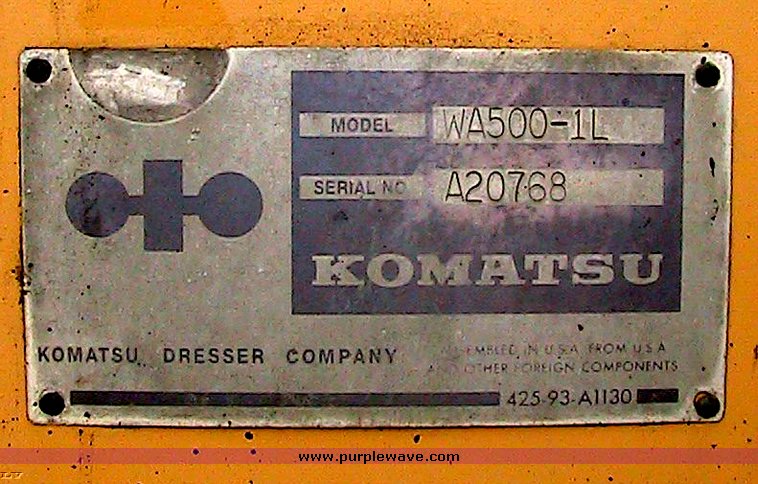 MODEL WA500-1L
SERIAL NO A20768
KOMATSU
KOMATSU DRESSER COMPANY
ASSEMBLED IN U.S.A. FROM U.S.A.
AND OTHER FOREIGN COMPONENTS
425-93-A1130
www.purplewave.com